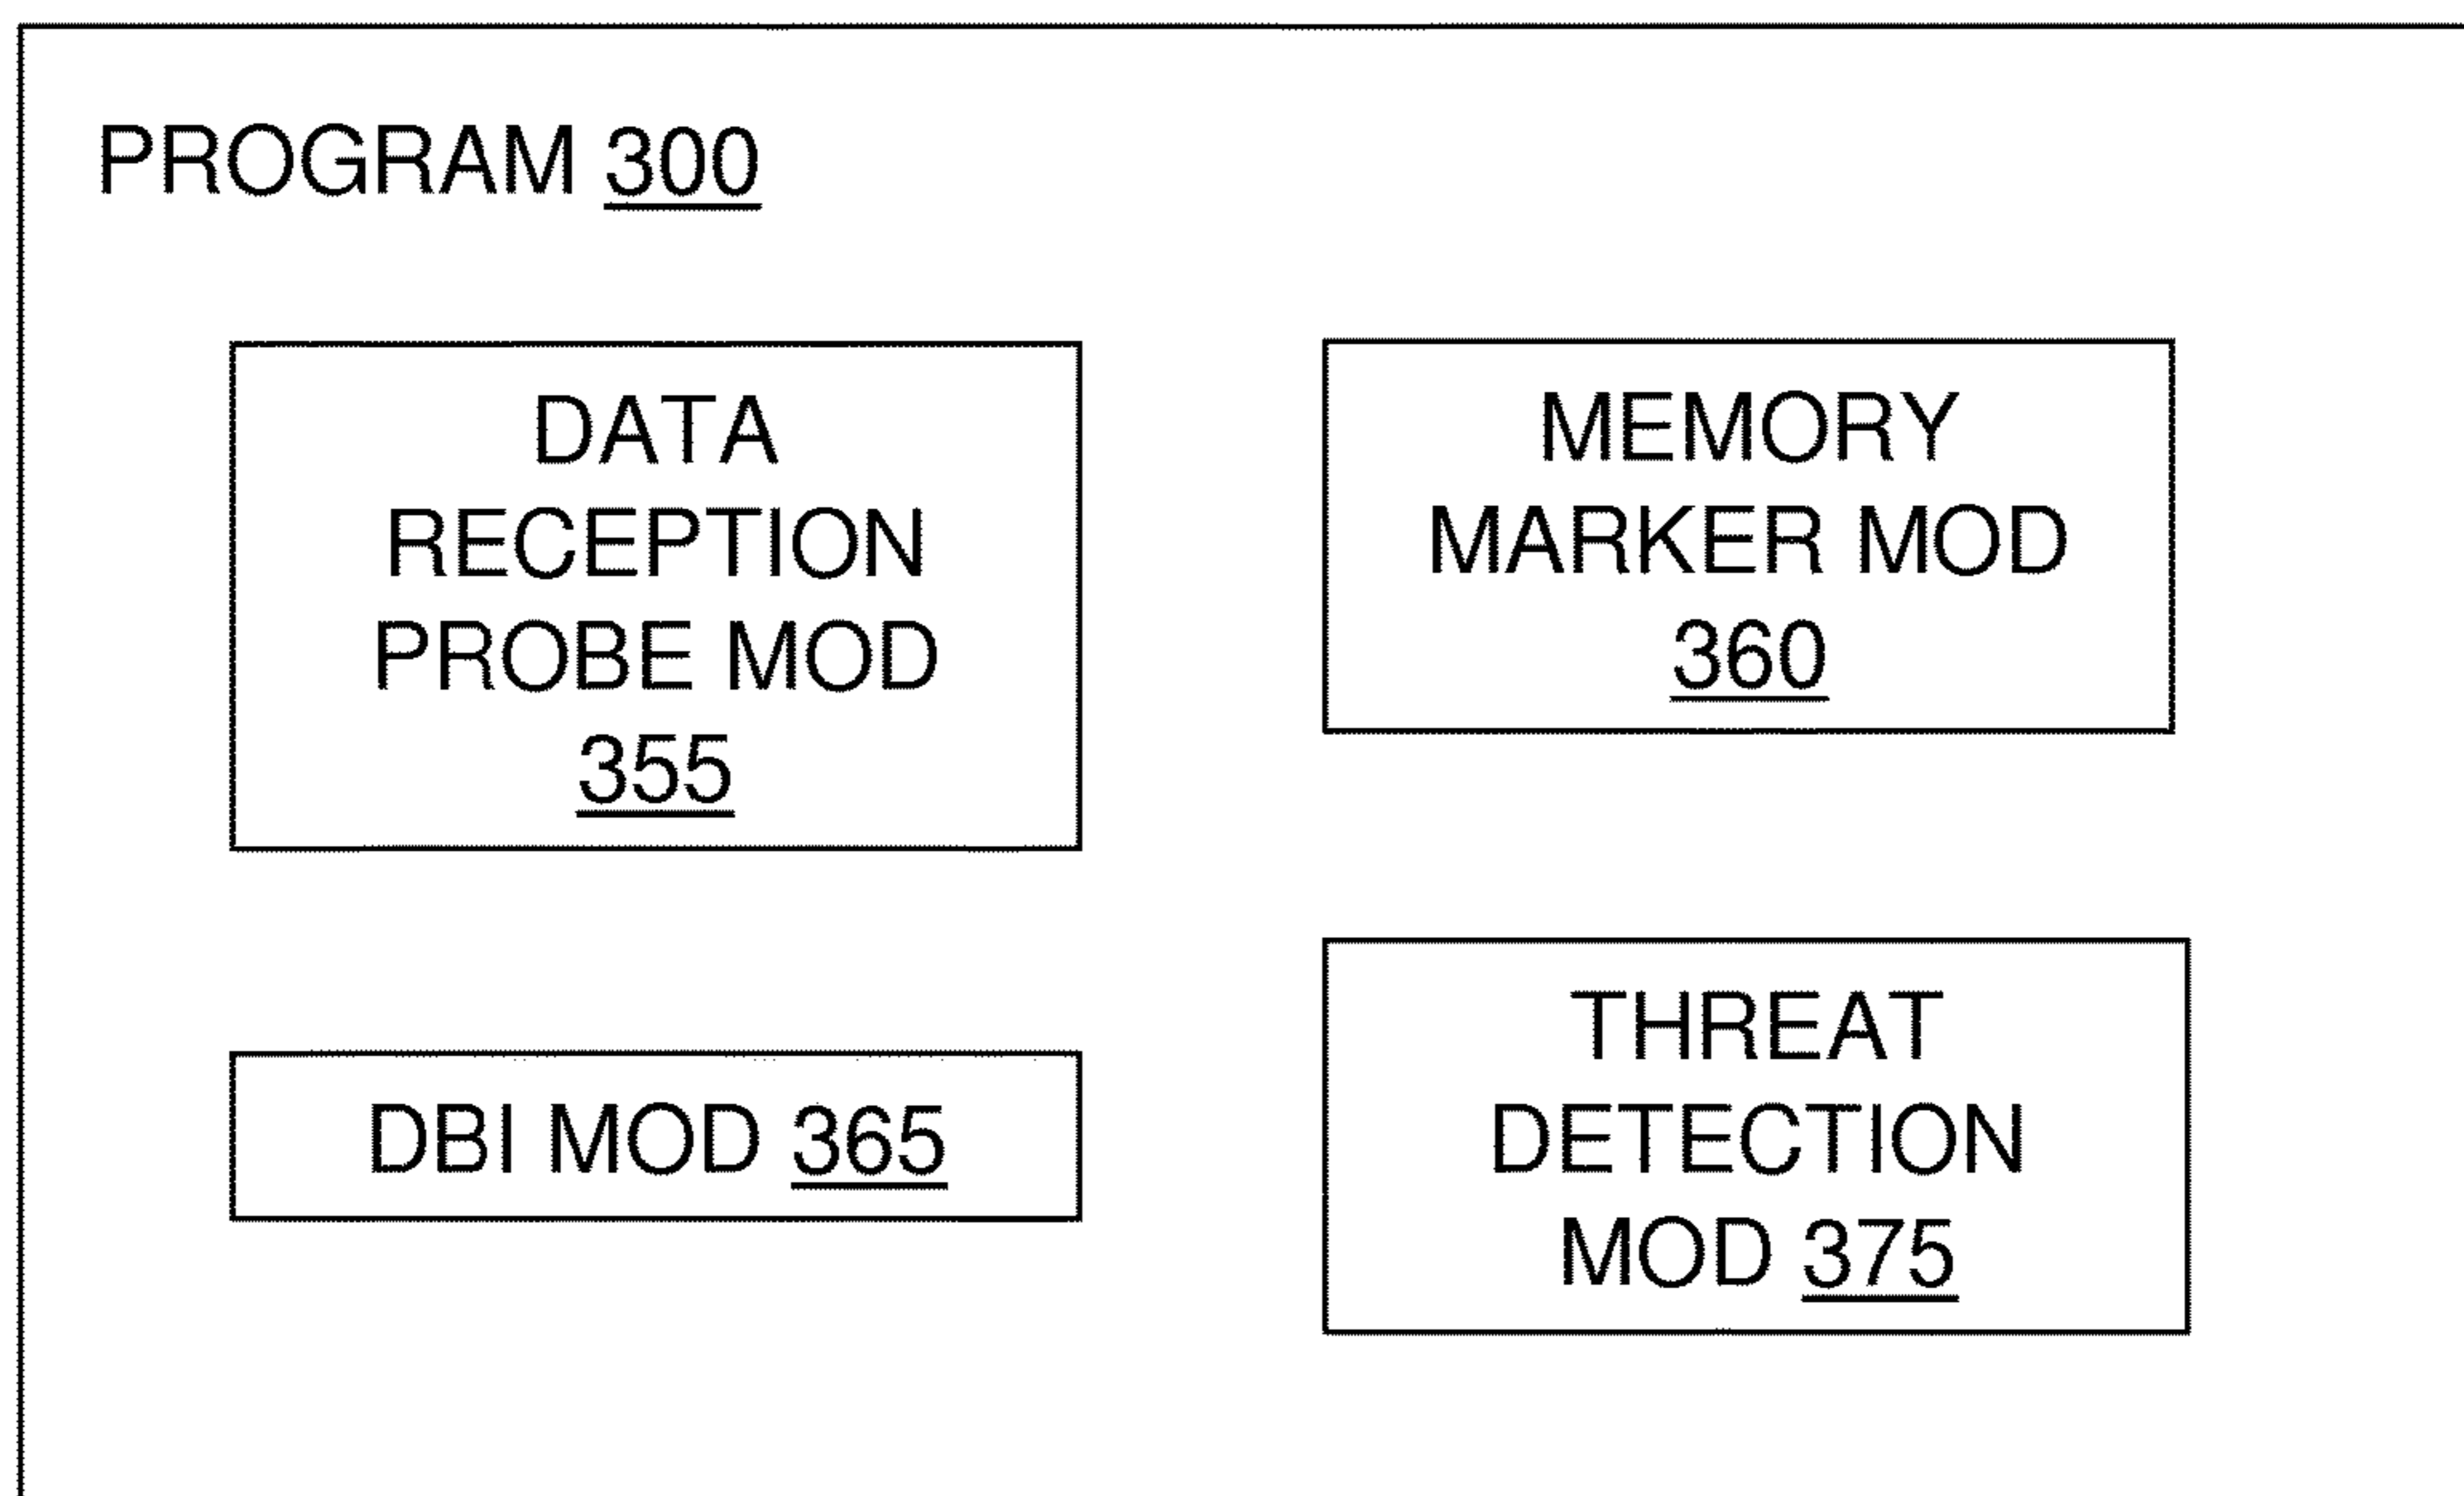 PROGRAM 300
DATA
RECEPTION
PROBE MOD
355
MEMORY
MARKER MOD
360
DBI MOD 365
THREAT
DETECTION
MOD 375